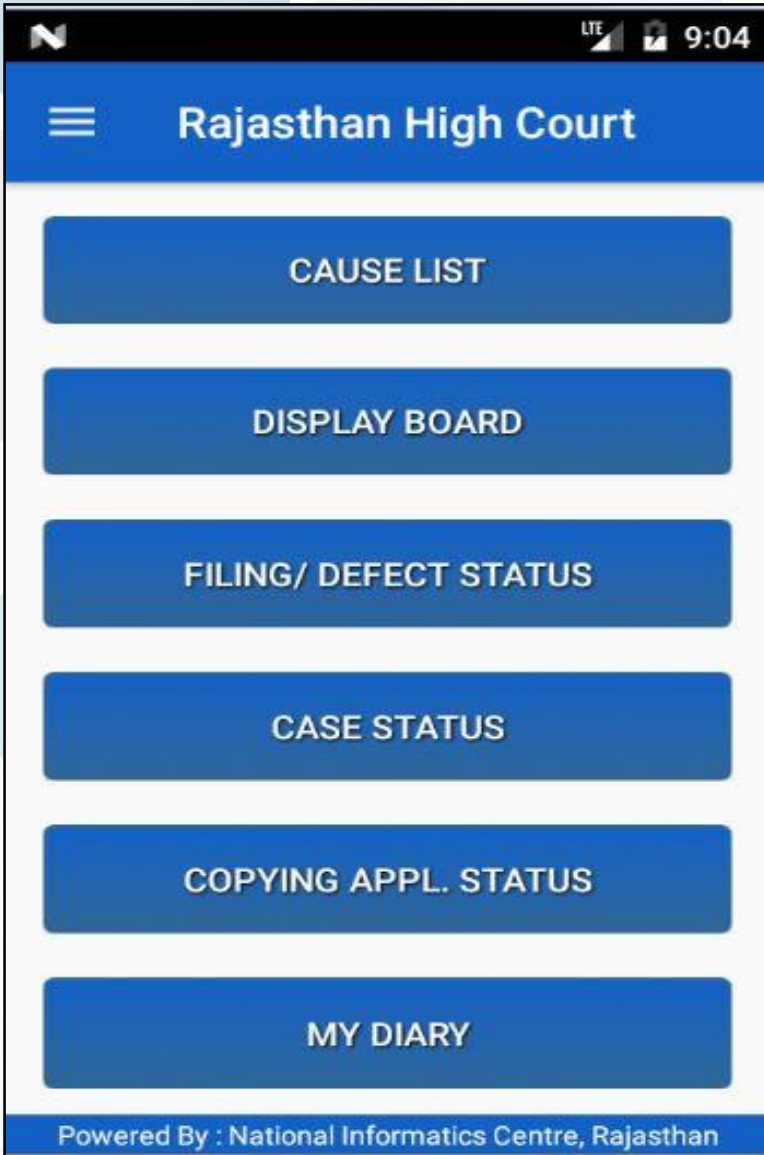 LTE 9:04
Rajasthan High Court
CAUSE LIST
DISPLAY BOARD
FILING/ DEFECT STATUS
CASE STATUS
COPYING APPL. STATUS
MY DIARY
Powered By : National Informatics Centre, Rajasthan